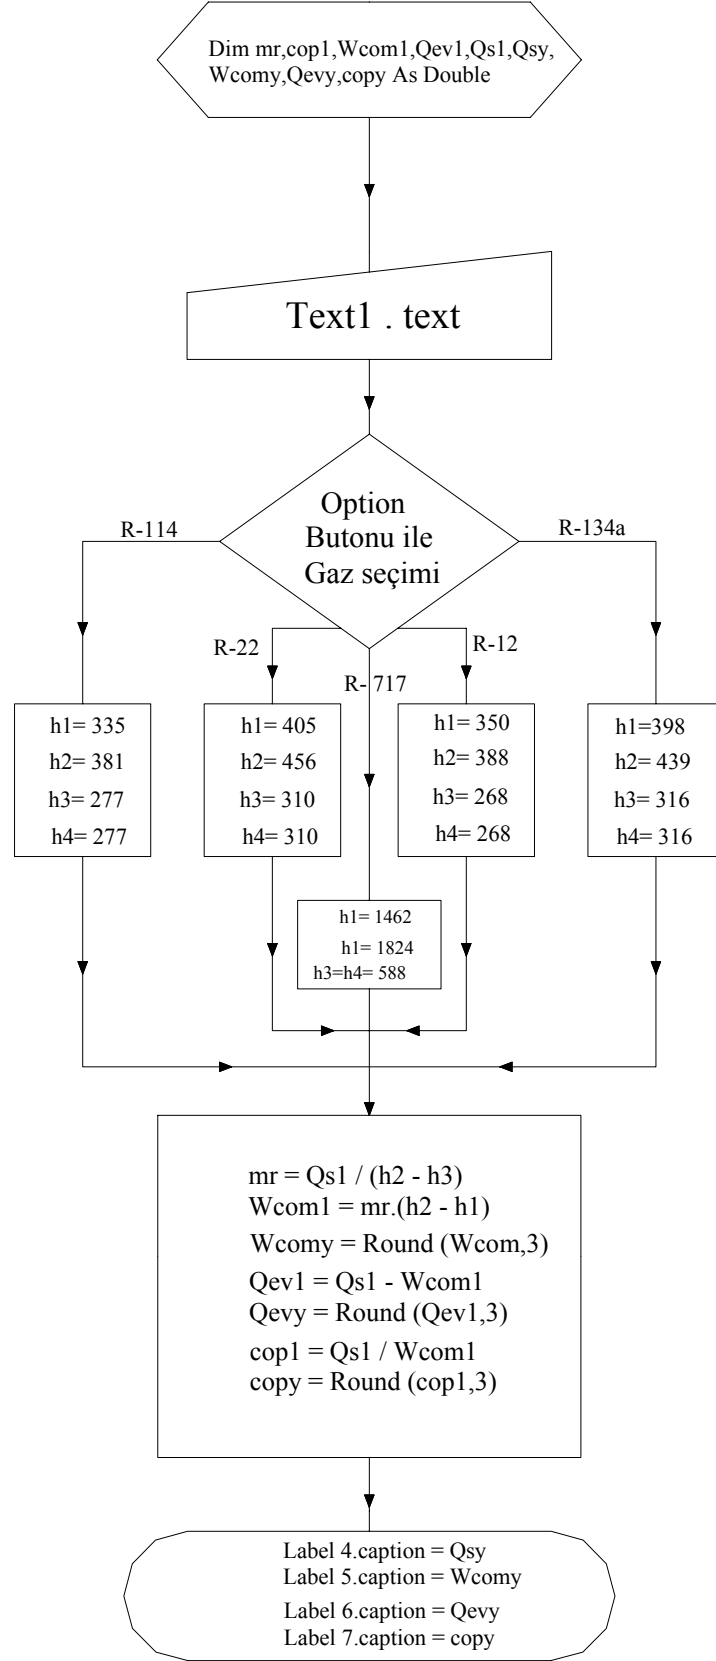 Dim mr,cop1,Wcom1,Qev1,Qs1,Qsy,
Wcomy,Qevy,copy As Double
Text1 . text
Option
Butonu ile
Gaz seçimi
R-114
R-134a
R-22
R-12
R- 717
h1= 335
h2= 381
h3= 277
h4= 277
h1= 405
h2= 456
h3= 310
h4= 310
h1= 350
h2= 388
h3= 268
h4= 268
h1=398
h2= 439
h3= 316
h4= 316
h1= 1462
h1= 1824
h3=h4= 588
mr = Qs1 / (h2 - h3)
Wcom1 = mr.(h2 - h1)
Wcomy = Round (Wcom,3)
Qev1 = Qs1 - Wcom1
Qevy = Round (Qev1,3)
cop1 = Qs1 / Wcom1
copy = Round (cop1,3)
Label 4.caption = Qsy
Label 5.caption = Wcomy
Label 6.caption = Qevy
Label 7.caption = copy